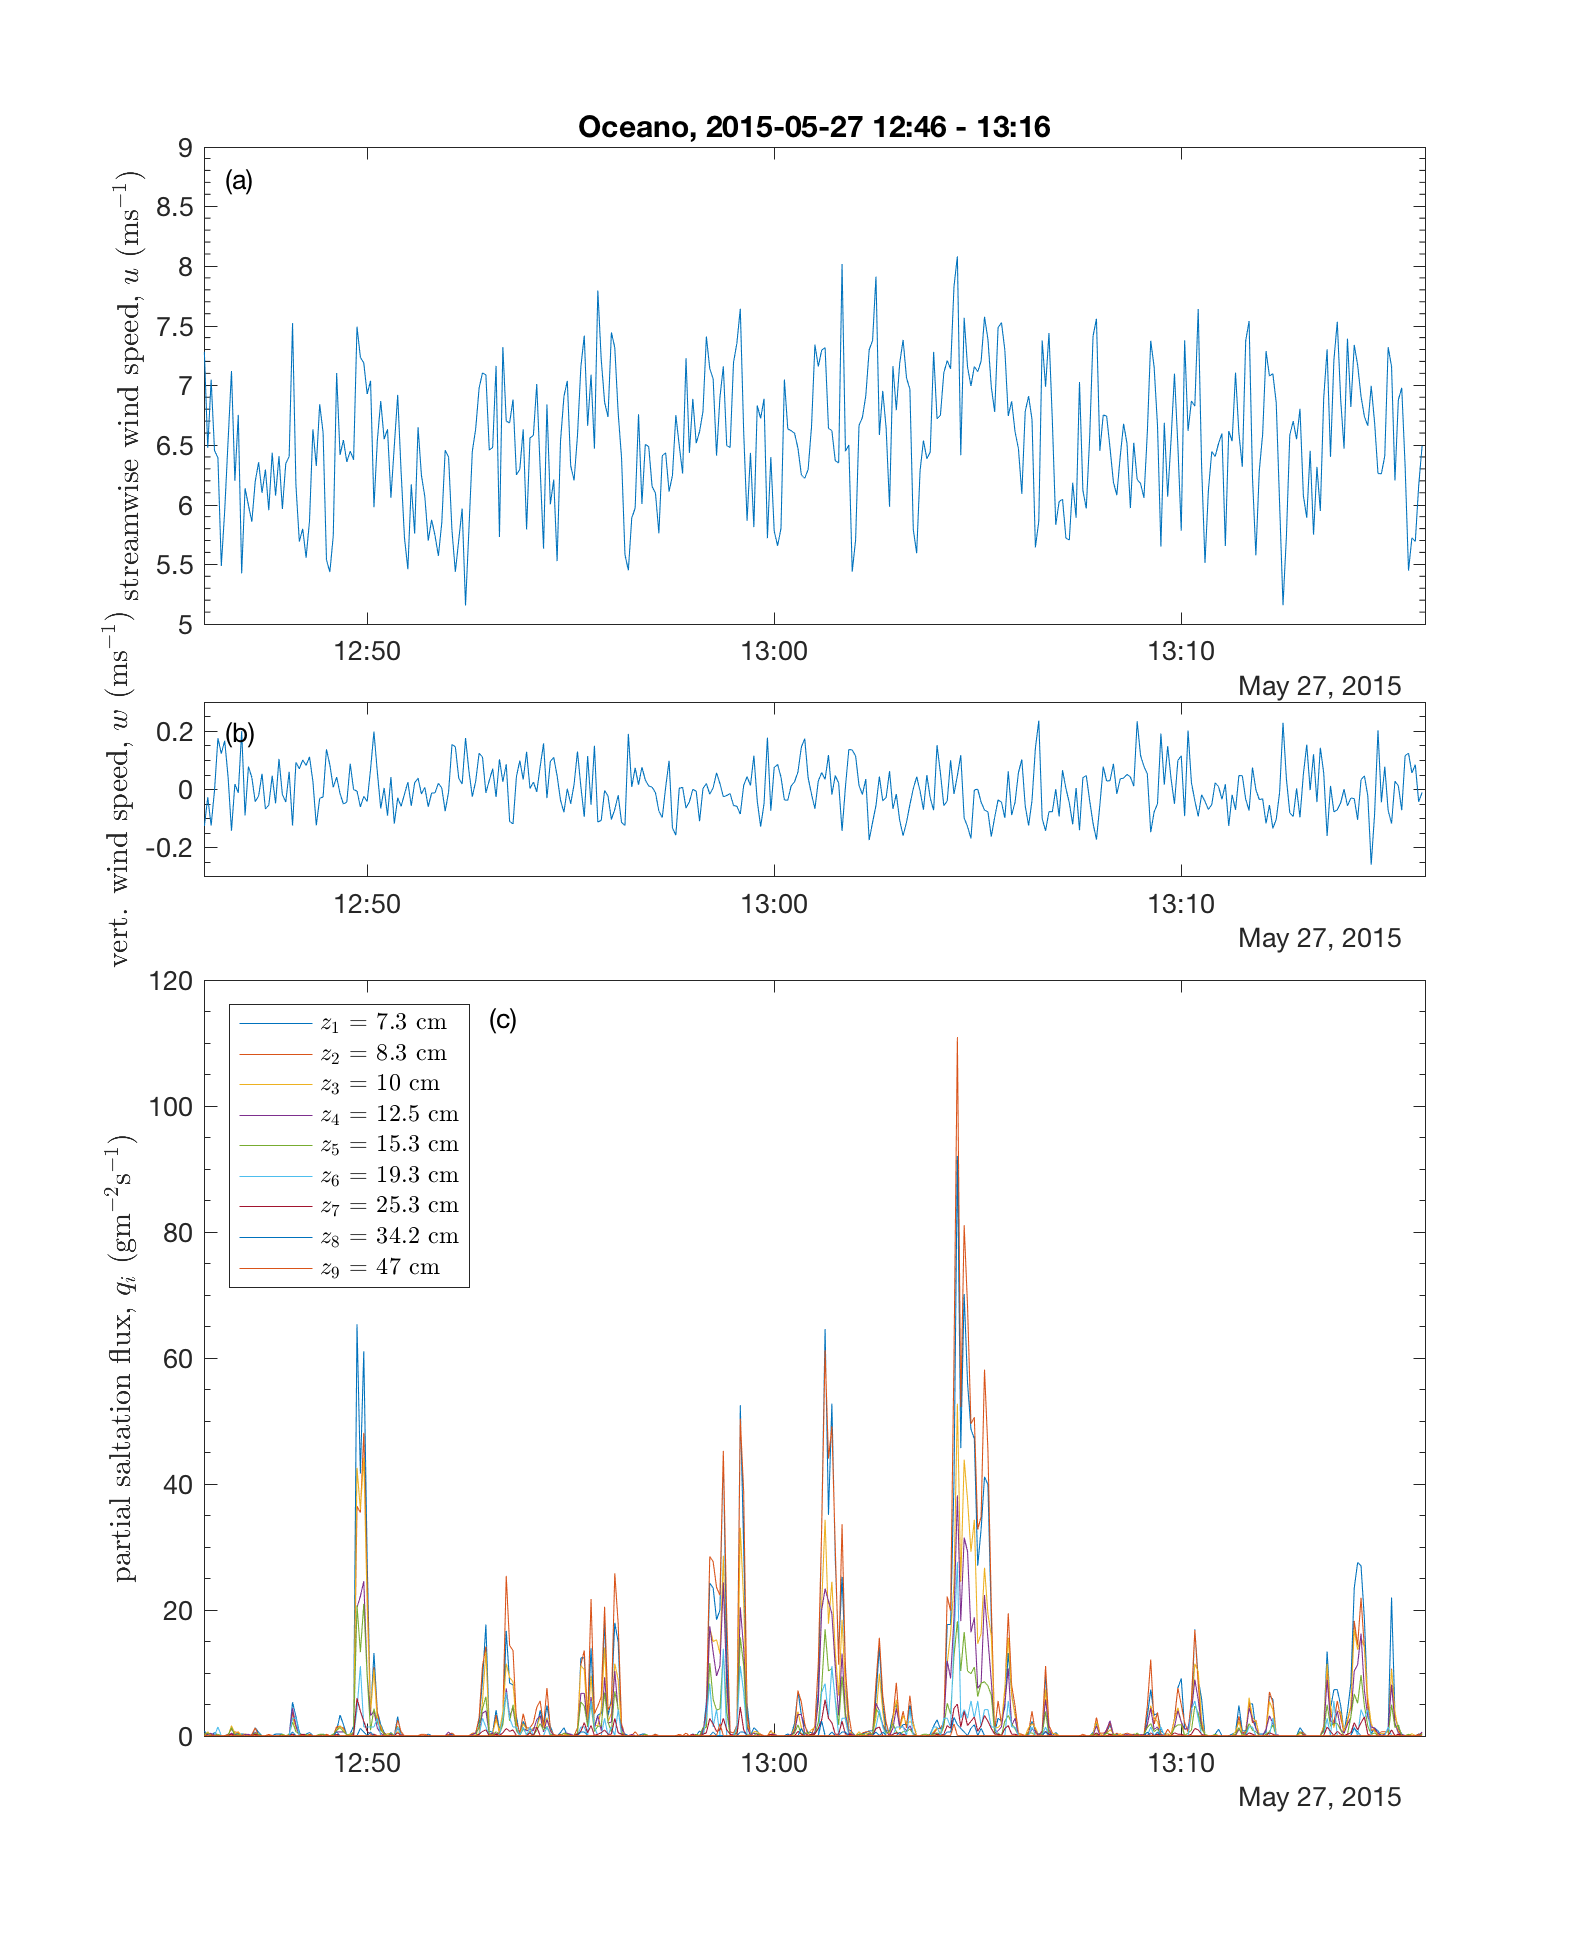 Oceano, 2015-05-27 12:46 - 13:16
(a)
streamwise wind speed, u (ms⁻¹)
9
8.5
8
7.5
7
6.5
6
5.5
5
12:50 13:00 13:10
May 27, 2015
(b)
vert. wind speed, w (ms⁻¹)
0.2
0
-0.2
12:50 13:00 13:10
May 27, 2015
(c)
partial saltation flux, qᵢ (gm⁻²s⁻¹)
120
100
80
60
40
20
0
z₁ = 7.3 cm
z₂ = 8.3 cm
z₃ = 10 cm
z₄ = 12.5 cm
z₅ = 15.3 cm
z₆ = 19.3 cm
z₇ = 25.3 cm
z₈ = 34.2 cm
z₉ = 47 cm
12:50 13:00 13:10
May 27, 2015